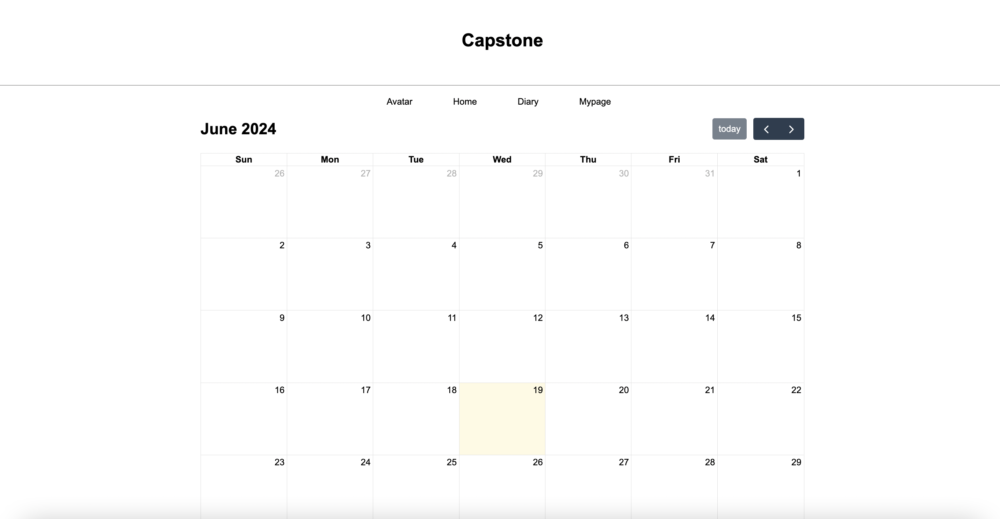 Capstone
Avatar Home Diary Mypage
June 2024 today
Sun Mon Tue Wed Thu Fri Sat
26 27 28 29 30 31 1
2 3 4 5 6 7 8
9 10 11 12 13 14 15
16 17 18 19 20 21 22
23 24 25 26 27 28 29